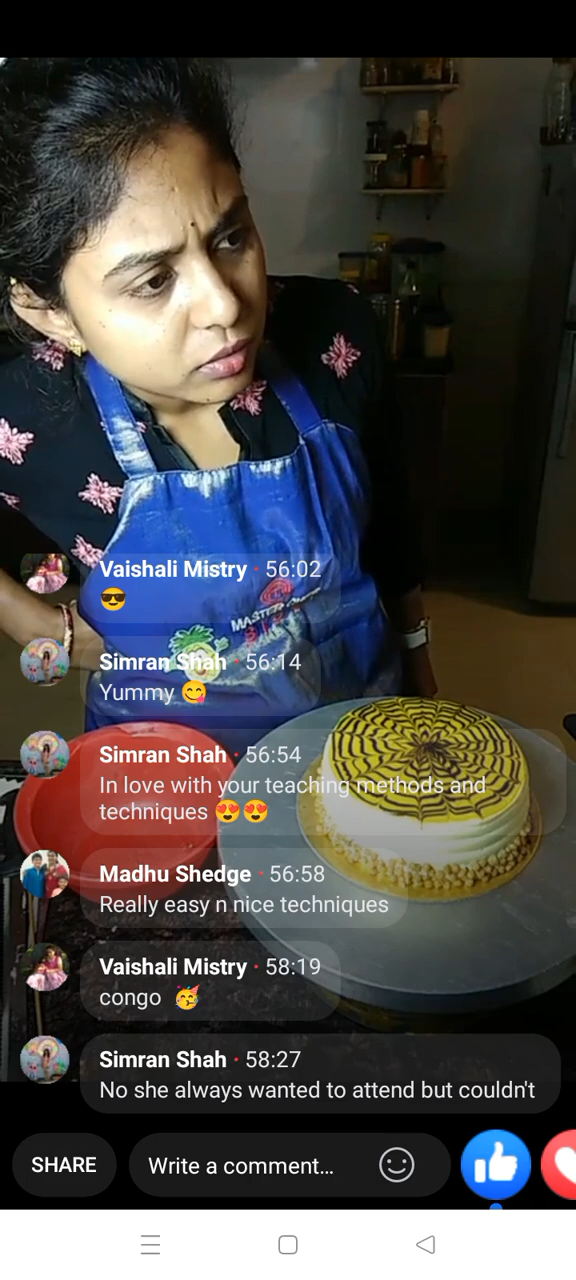 Vaishali Mistry · 56:02
😎
MASTER
Simran Shah · 56:14
Yummy 😋
Simran Shah · 56:54
In love with your teaching methods and
techniques 😍😍
Madhu Shedge · 56:58
Really easy n nice techniques
Vaishali Mistry · 58:19
congo 🥳
Simran Shah · 58:27
No she always wanted to attend but couldn't
SHARE
Write a comment...